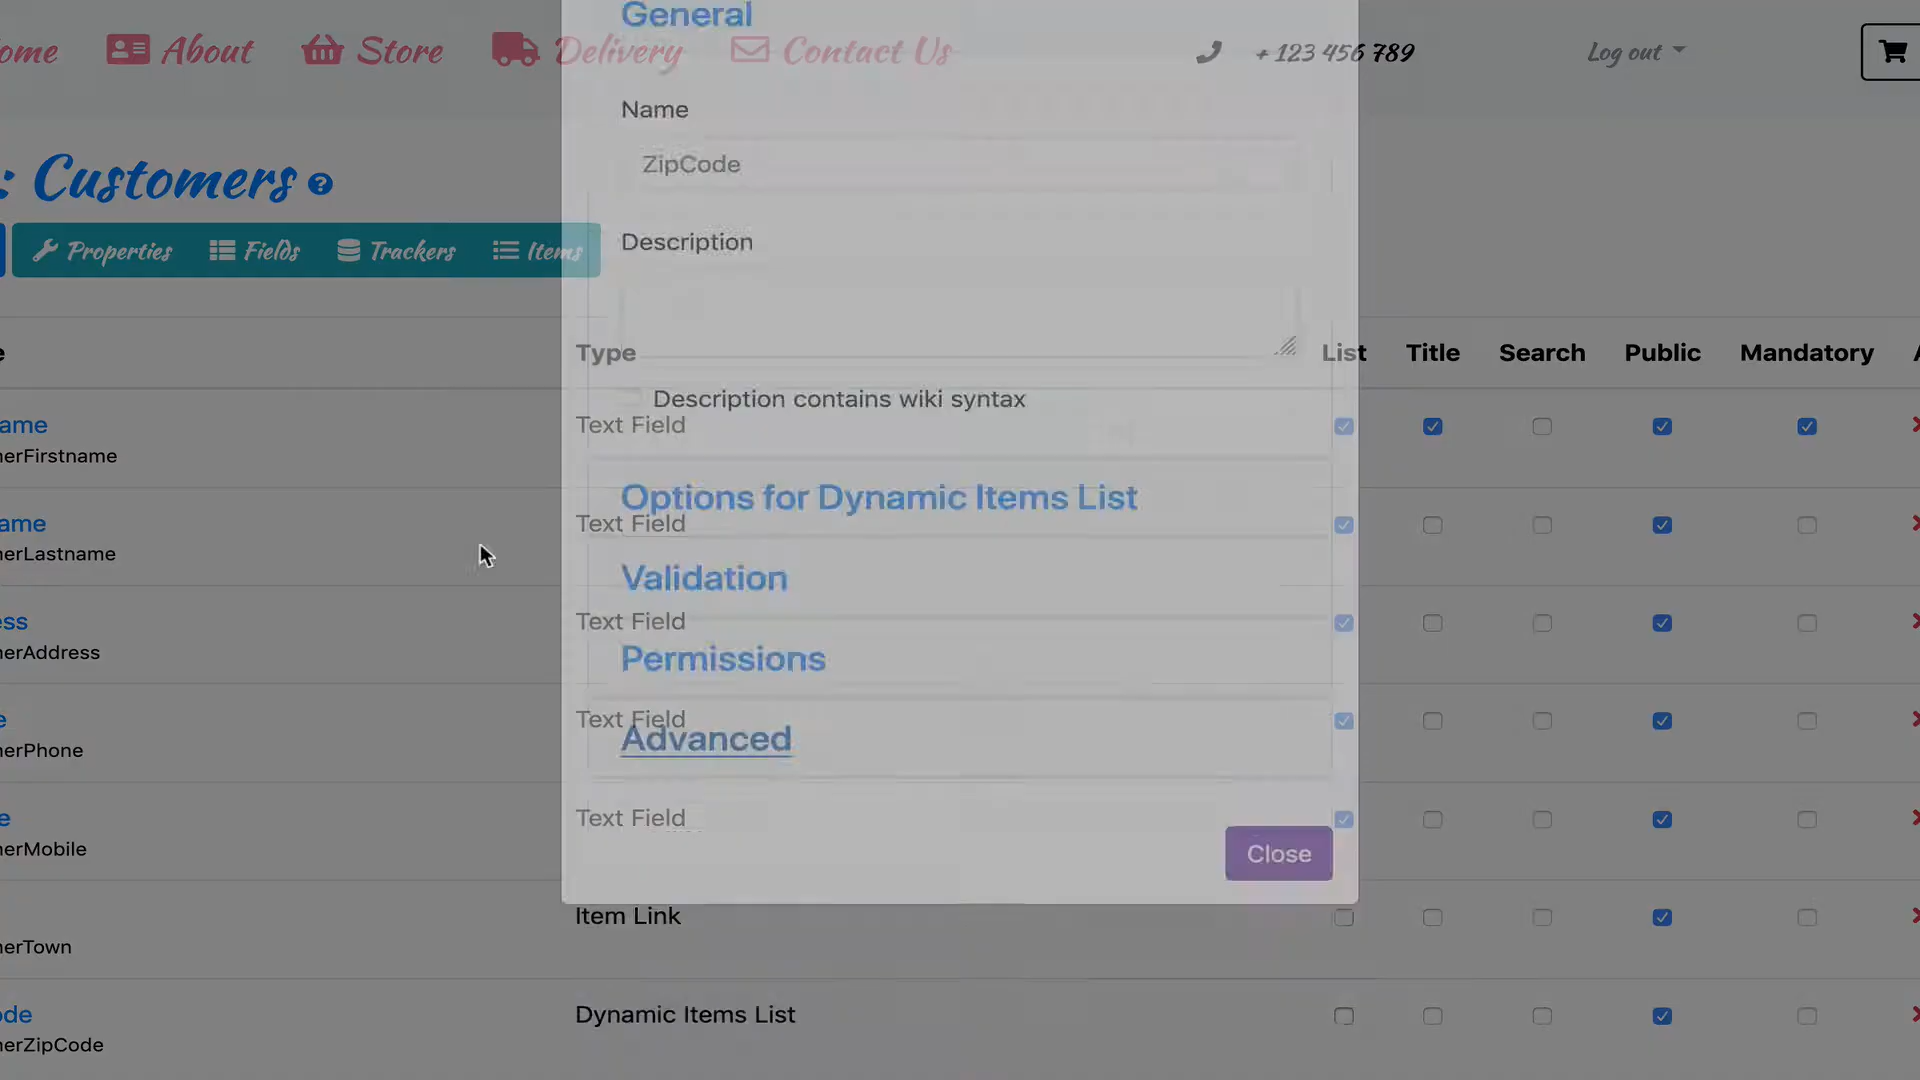 General
ome About Store Delivery Contact Us + 123 456 789 Log out
Name
ZipCode
: Customers
Properties Fields Trackers Items
Description
Type List Title Search Public Mandatory
Description contains wiki syntax
ame Text Field
erFirstname
Options for Dynamic Items List
ame Text Field
erLastname
Validation
ess Text Field
erAddress
Permissions
e Text Field
erPhone
Advanced
e Text Field
erMobile
Close
Item Link
erTown
ode Dynamic Items List
erZipCode